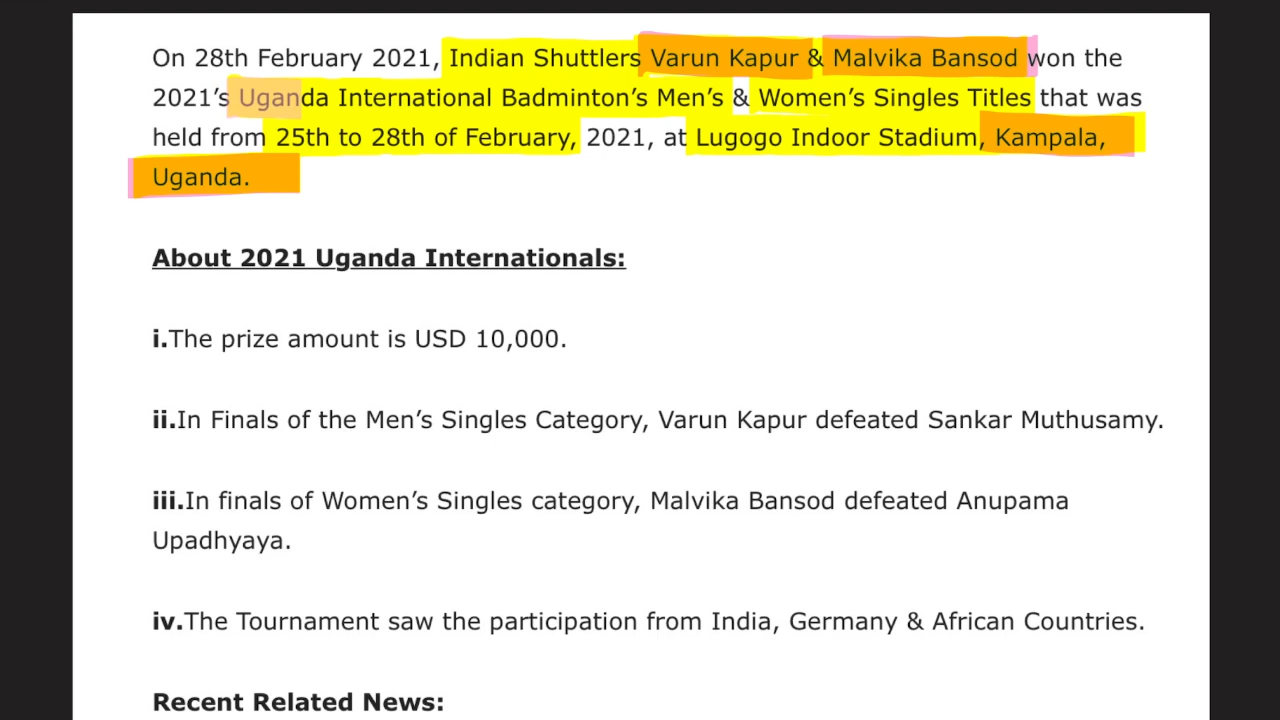 On 28th February 2021, Indian Shuttlers Varun Kapur & Malvika Bansod won the
2021’s Uganda International Badminton’s Men’s & Women’s Singles Titles that was
held from 25th to 28th of February, 2021, at Lugogo Indoor Stadium, Kampala,
Uganda.
About 2021 Uganda Internationals:
i.The prize amount is USD 10,000.
ii.In Finals of the Men’s Singles Category, Varun Kapur defeated Sankar Muthusamy.
iii.In finals of Women’s Singles category, Malvika Bansod defeated Anupama
Upadhyaya.
iv.The Tournament saw the participation from India, Germany & African Countries.
Recent Related News: